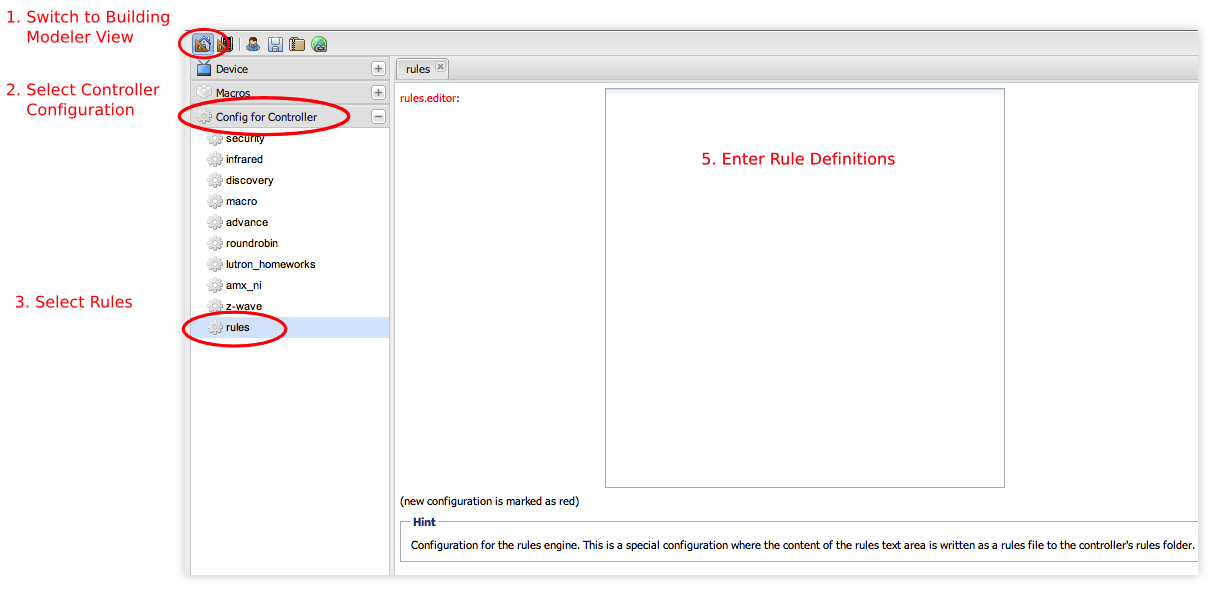 1. Switch to Building
Modeler View
2. Select Controller
Configuration
3. Select Rules
Device
Macros
Config for Controller
security
infrared
discovery
macro
advance
roundrobin
lutron_homeworks
amx_ni
z-wave
rules
rules
rules.editor:
5. Enter Rule Definitions
(new configuration is marked as red)
Hint
Configuration for the rules engine. This is a special configuration where the content of the rules text area is written as a rules file to the controller's rules folder.